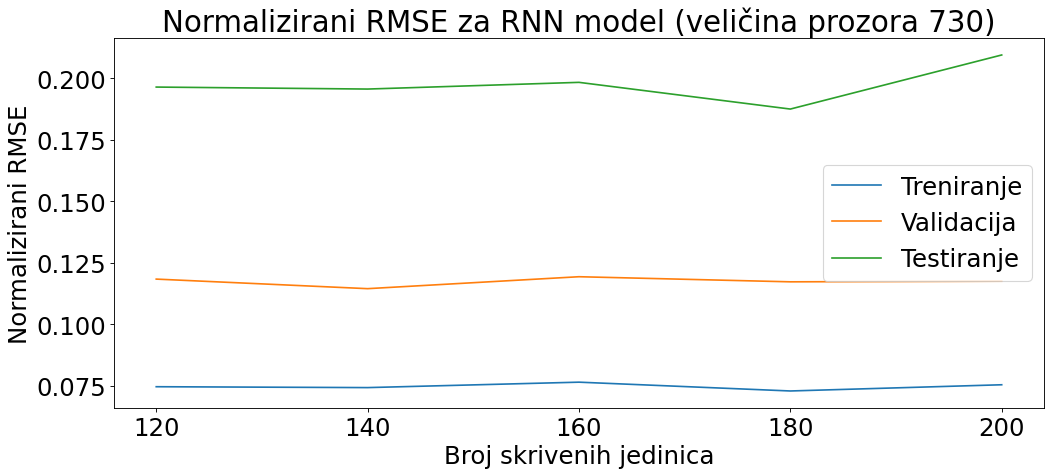 Normalizirani RMSE za RNN model (veličina prozora 730)
Normalizirani RMSE
0.200
0.175
0.150
0.125
0.100
0.075
Treniranje
Validacija
Testiranje
120 140 160 180 200
Broj skrivenih jedinica